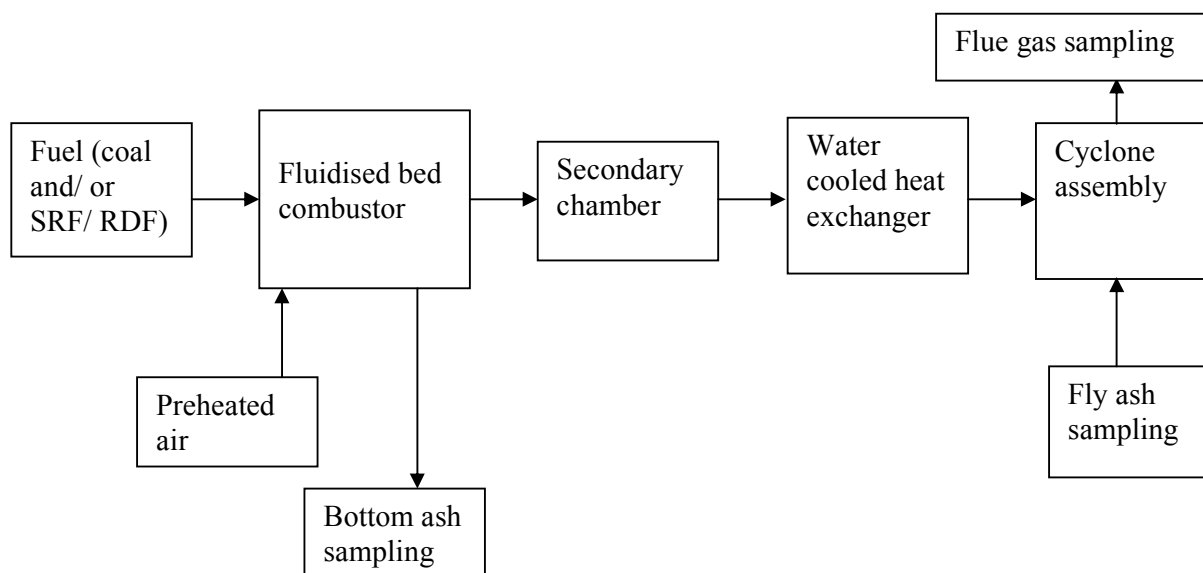 Flue gas sampling
Fuel (coal
and/ or
SRF/ RDF)
Fluidised bed
combustor
Secondary
chamber
Water
cooled heat
exchanger
Cyclone
assembly
Preheated
air
Bottom ash
sampling
Fly ash
sampling